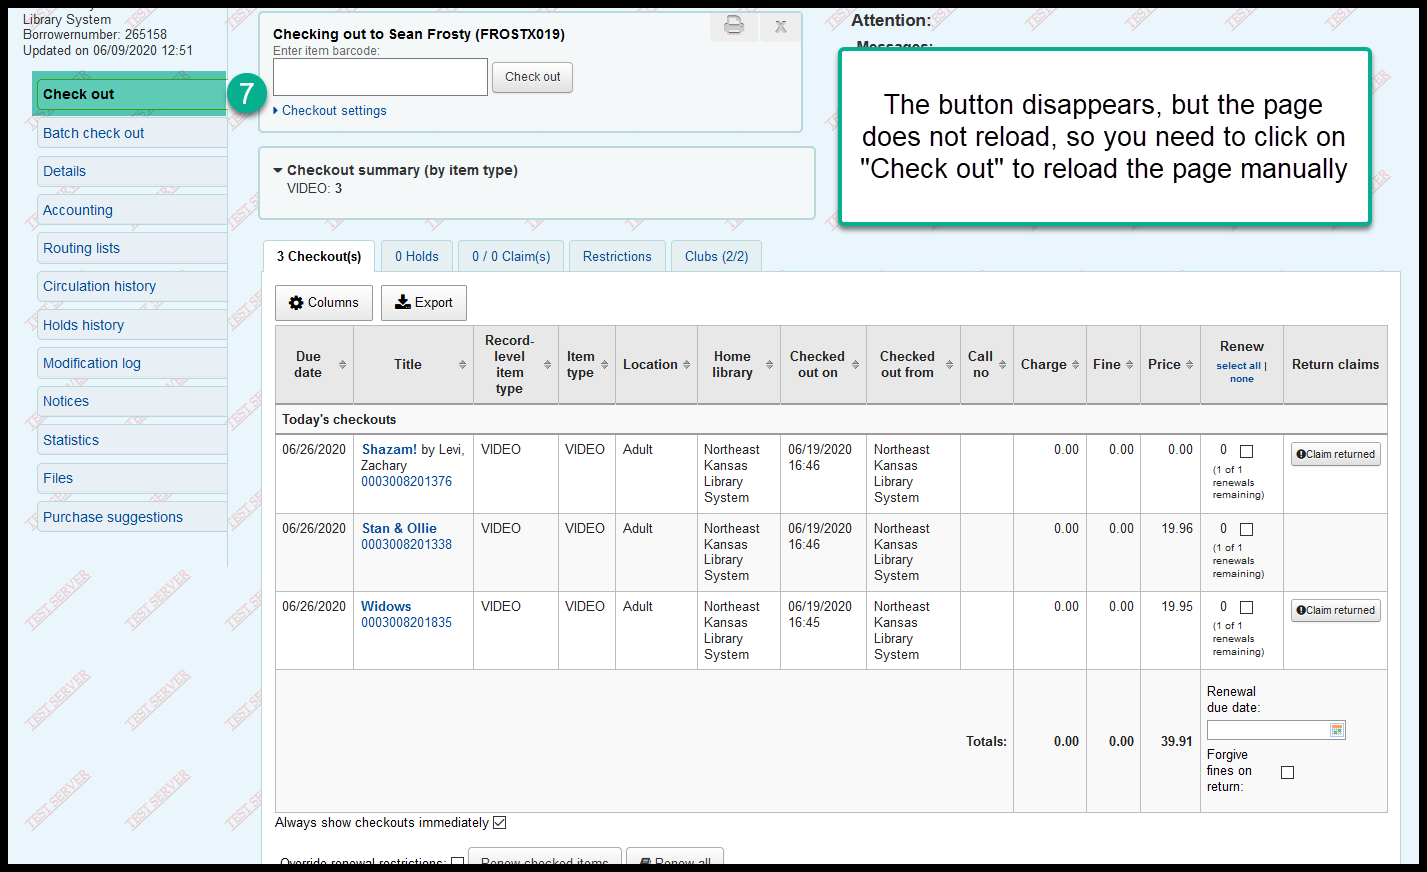 Library System
Borrowernumber: 265158
Updated on 06/09/2020 12:51
Check out
7
Batch check out
Details
Accounting
Routing lists
Circulation history
Holds history
Modification log
Notices
Statistics
Files
Purchase suggestions
Checking out to Sean Frosty (FROSTX019)
Enter item barcode:
Check out
Checkout settings
X
Attention:
Messages:
The button disappears, but the page
does not reload, so you need to click on
"Check out" to reload the page manually
Checkout summary (by item type)
VIDEO: 3
3 Checkout(s) 0 Holds 0 / 0 Claim(s) Restrictions Clubs (2/2)
Columns Export
Due date Title Record-level item type Item type Location Home library Checked out on Checked out from Call no Charge Fine Price Renew select all | none Return claims
Today's checkouts
06/26/2020 Shazam! by Levi, VIDEO VIDEO Adult Northeast 06/19/2020 Northeast 0.00 0.00 0.00 0 Claim returned
Zachary Kansas 16:46 Kansas (1 of 1
0003008201376 Library Library renewals
System System remaining)
06/26/2020 Stan & Ollie VIDEO VIDEO Adult Northeast 06/19/2020 Northeast 0.00 0.00 19.96 0
0003008201338 Kansas 16:46 Kansas (1 of 1
Library Library renewals
System System remaining)
06/26/2020 Widows VIDEO VIDEO Adult Northeast 06/19/2020 Northeast 0.00 0.00 19.95 0 Claim returned
0003008201835 Kansas 16:45 Kansas (1 of 1
Library Library renewals
System System remaining)
Totals: 0.00 0.00 39.91
Renewal
due date:
Forgive
fines on
return:
Always show checkouts immediately
Override renewal restrictions: Renew checked items Renew all
TEST SERVER